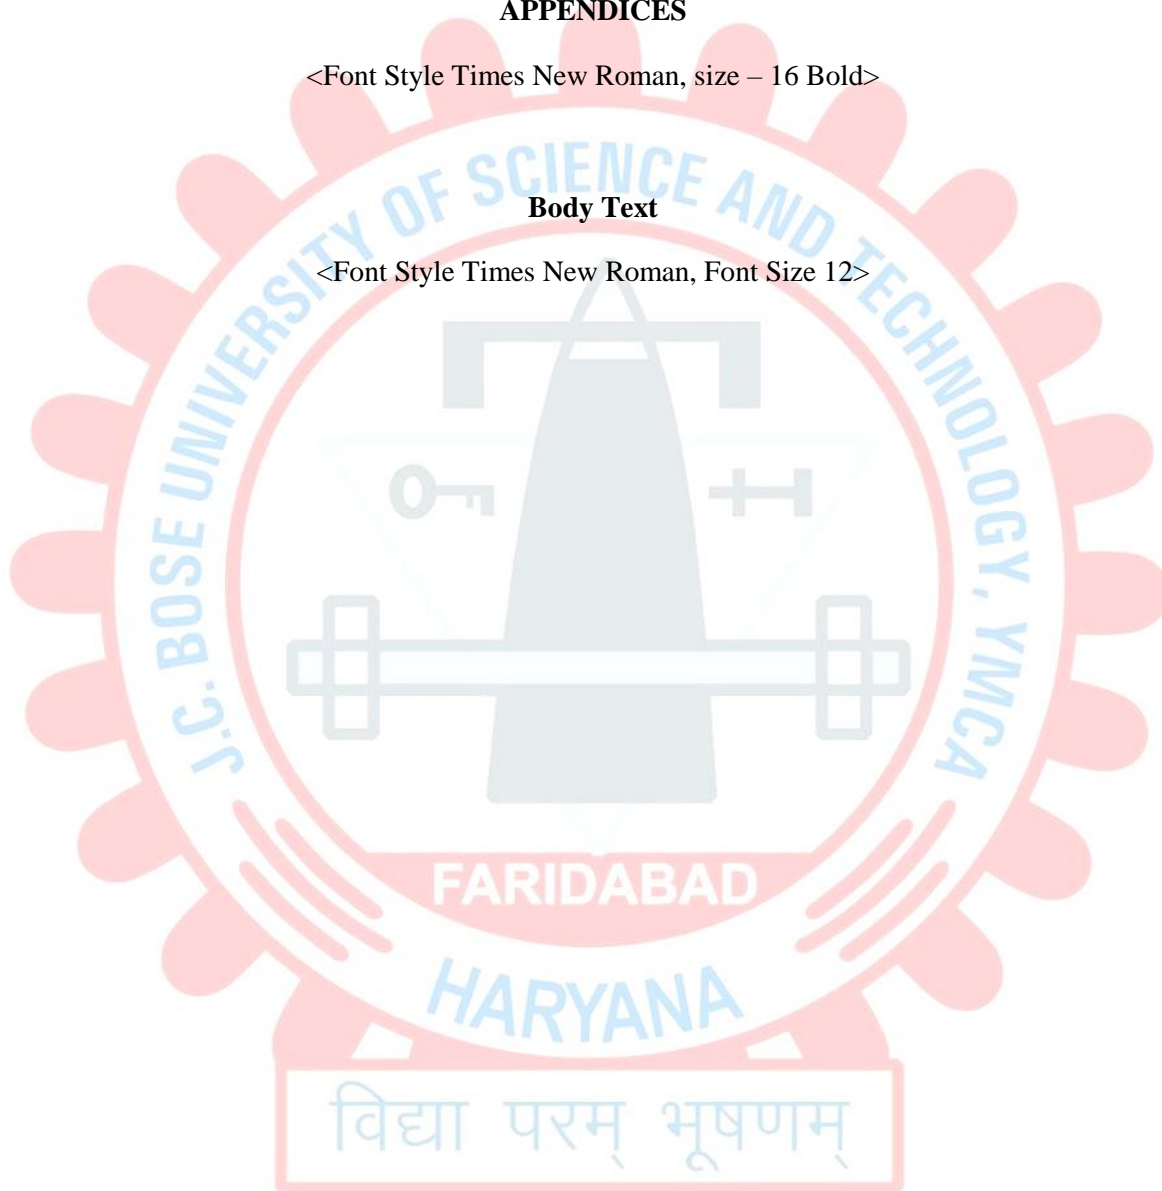 APPENDICES
<Font Style Times New Roman, size – 16 Bold>
Body Text
<Font Style Times New Roman, Font Size 12>
J.C. BOSE UNIVERSITY OF SCIENCE AND TECHNOLOGY, YMCA
FARIDABAD
HARYANA
विद्या परम् भूषणम्